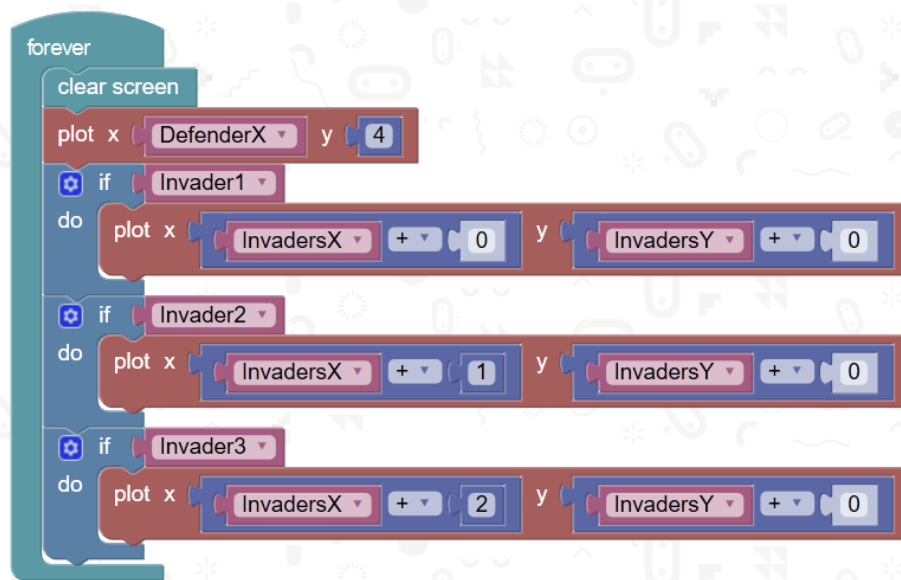 forever
clear screen
plot x DefenderX y 4
if Invader1
do plot x InvadersX + 0 y InvadersY + 0
if Invader2
do plot x InvadersX + 1 y InvadersY + 0
if Invader3
do plot x InvadersX + 2 y InvadersY + 0